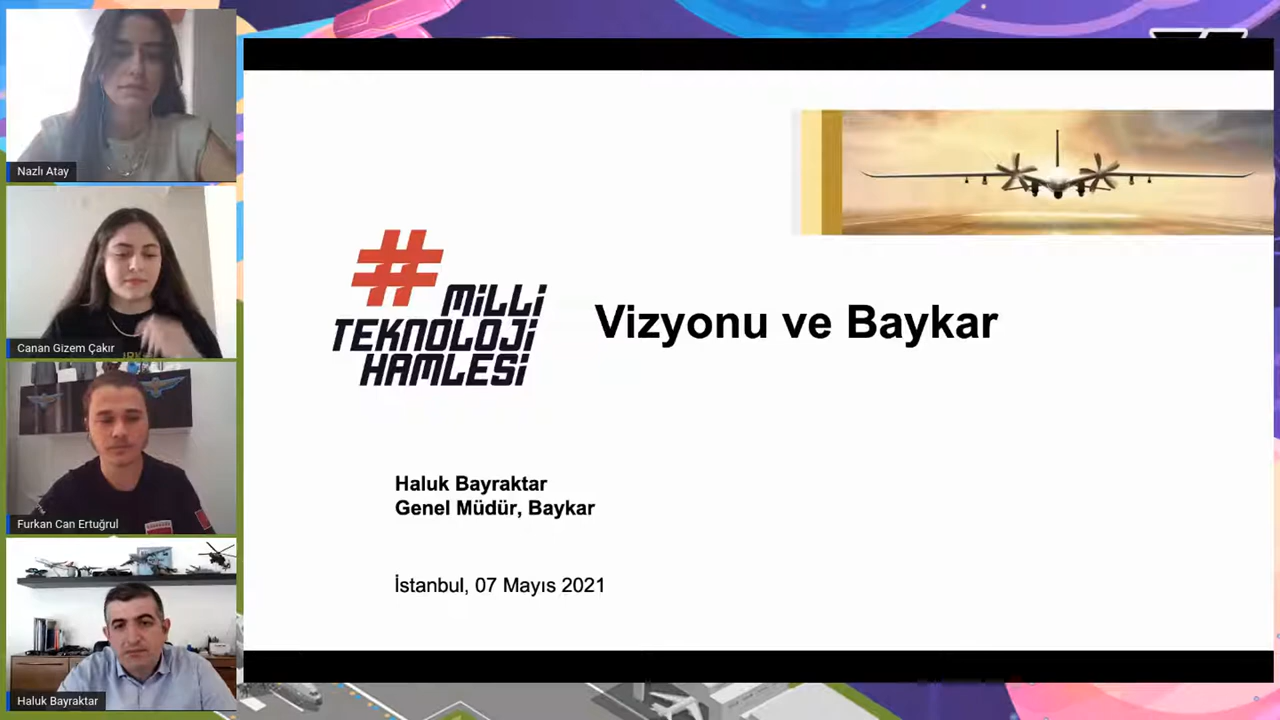 Nazlı Atay
Canan Gizem Çakır
Furkan Can Ertuğrul
Haluk Bayraktar
#MİLLİ
TEKNOLOJİ
HAMLESİ
Vizyonu ve Baykar
Haluk Bayraktar
Genel Müdür, Baykar
İstanbul, 07 Mayıs 2021